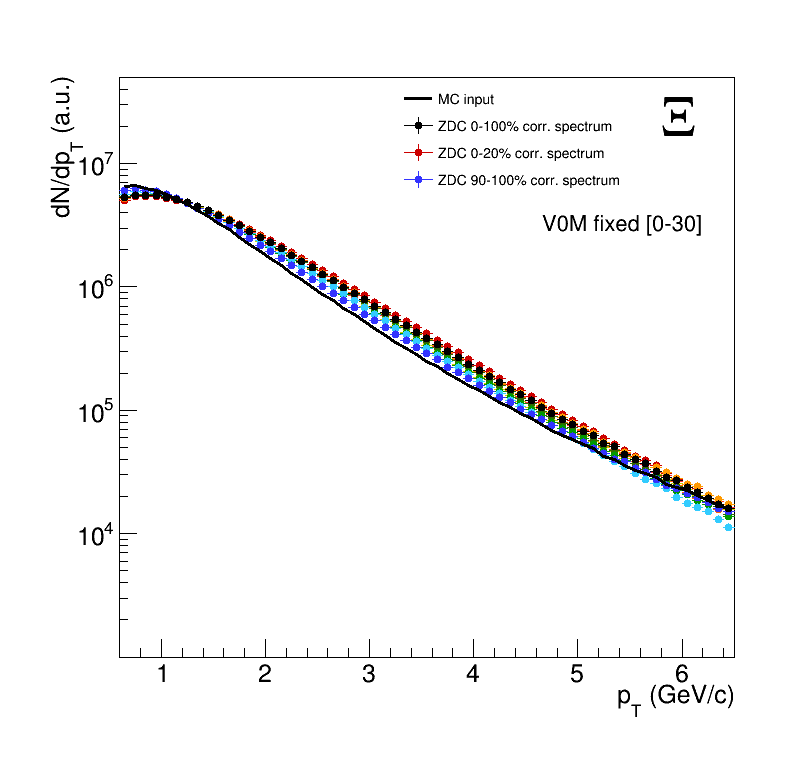 dN/dp_T (a.u.)
MC input
ZDC 0-100% corr. spectrum
ZDC 0-20% corr. spectrum
ZDC 90-100% corr. spectrum
Ξ
V0M fixed [0-30]
10^7
10^6
10^5
10^4
1 2 3 4 5 6
p_T (GeV/c)